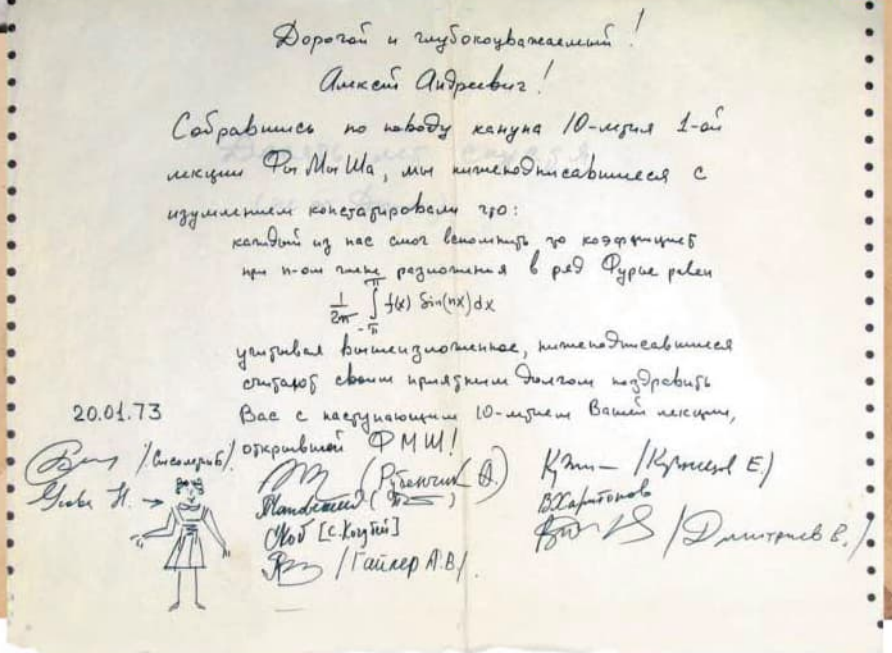 Дорогой и глубокоуважаемый!
Алексей Андреевич!
Собравшись по поводу кануна 10-летия 1-ой
лекции ФыМыШа, мы нижеподписавшиеся с
изумлением констатировали что:
каждый из нас смог вспомнить что коэффициент
при n-ом члене разложения в ряд Фурье равен
1/2π ∫_{-π}^{π} f(x) Sin(nx)dx
учитывая вышеизложенное, нижеподписавшиеся
считают своим приятным долгом поздравить
20.01.73 Вас с наступающим 10-летием Вашей лекции,
открывшей ФМШ!
(Рубенчик А.)
[С. Коубий]
/Гайнер А.В./
/Кузнецов Е./
В.Харитонов
/Дмитриев В./